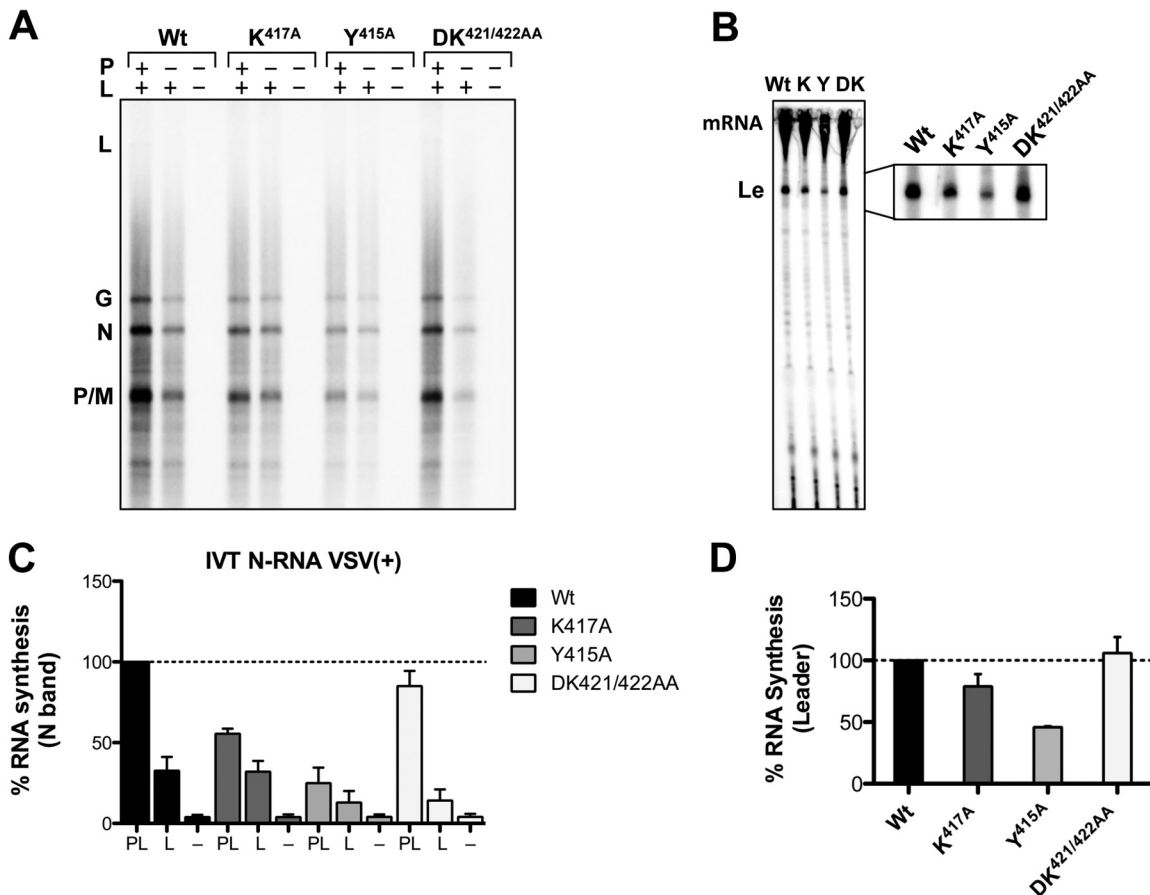 A
Wt K417A Y415A DK421/422AA
P + – – + – – + – – + – –
L + + – + + – + + – + + –
L
G
N
P/M
B
Wt K Y DK
mRNA
Le
Wt K417A Y415A DK421/422AA
C
IVT N-RNA VSV(+)
% RNA synthesis
(N band)
150
100
50
0
PL L – PL L – PL L – PL L –
Wt
K417A
Y415A
DK421/422AA
D
% RNA Synthesis
(Leader)
150
100
50
0
Wt K417A Y415A DK421/422AA